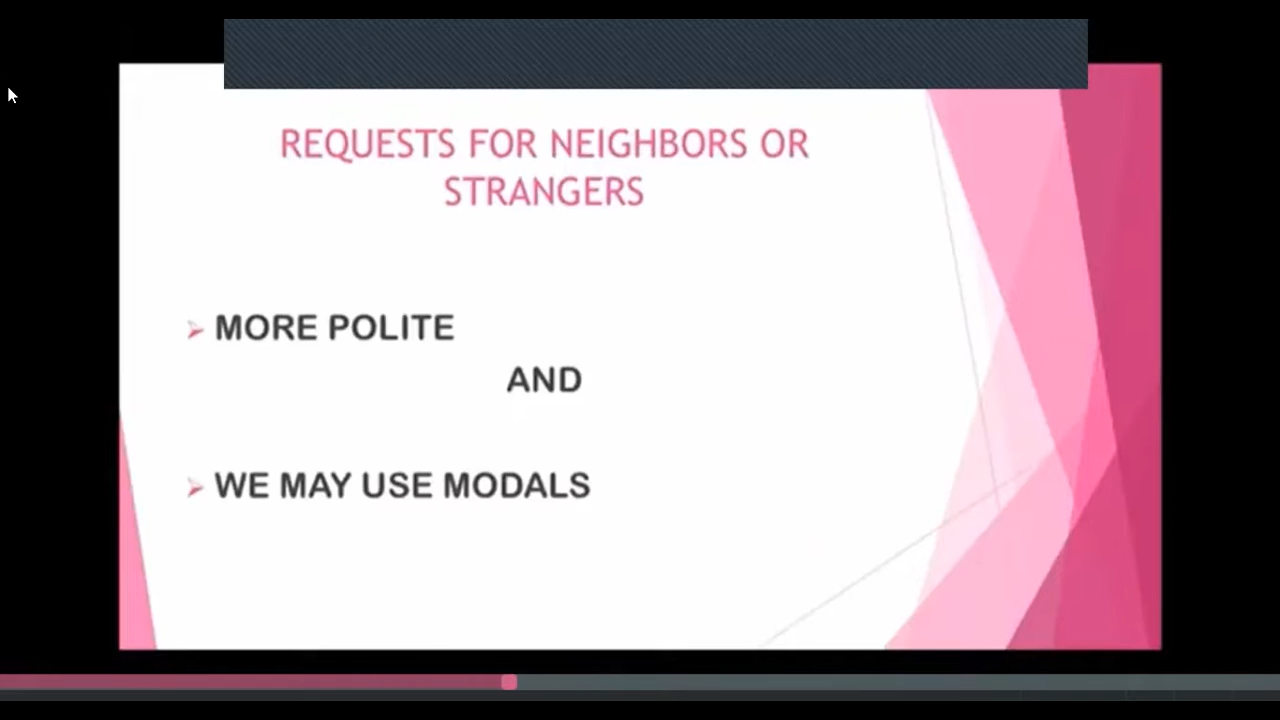 REQUESTS FOR NEIGHBORS OR
STRANGERS
MORE POLITE
AND
WE MAY USE MODALS